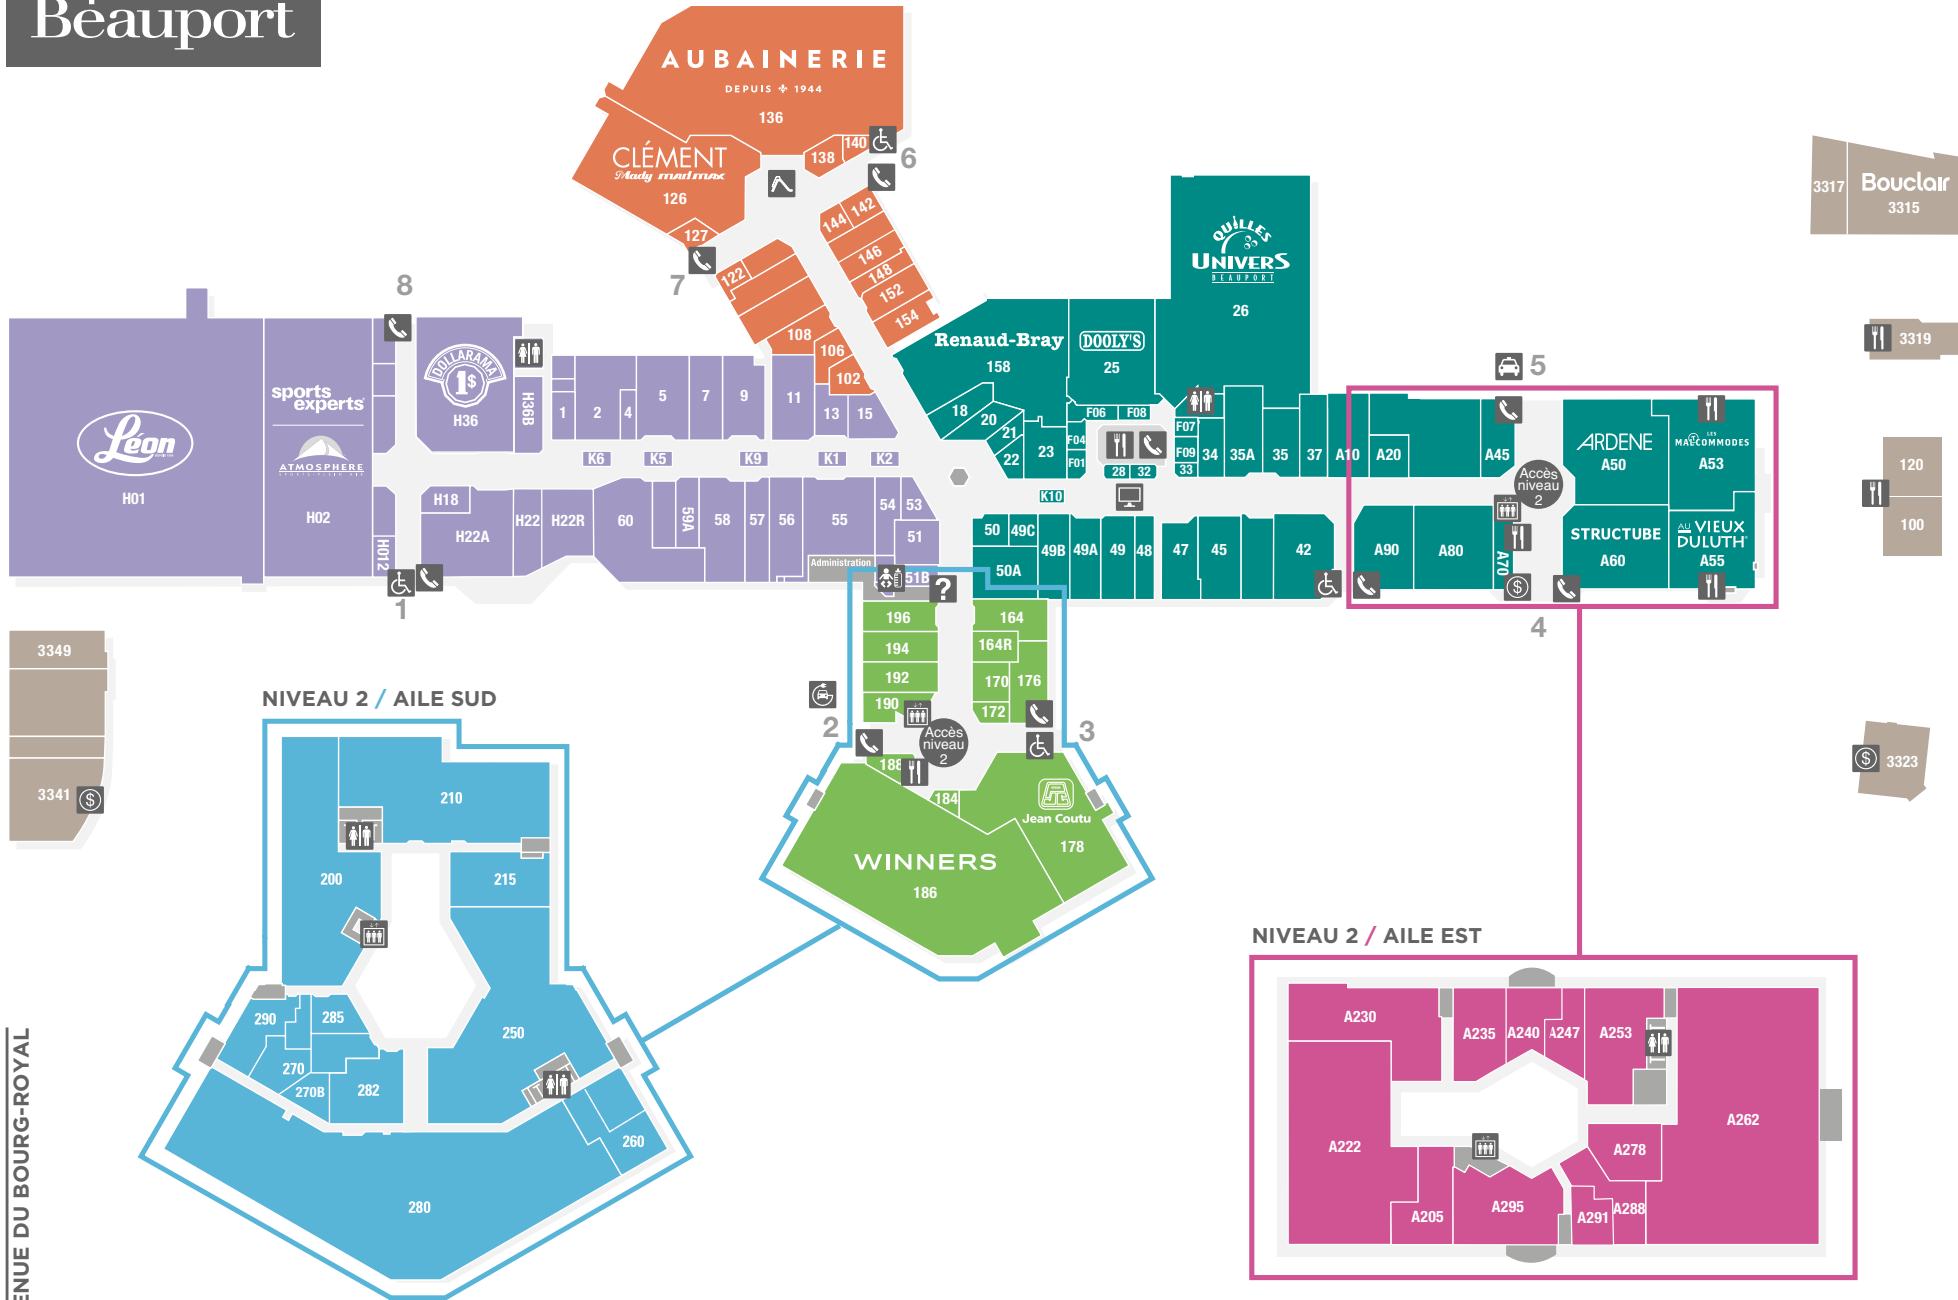 Beauport
AUBAINERIE
DEPUIS 1944
136
CLÉMENT
Mlady madmax
126
127
138
140
6
7
122
108
106
102
144
142
146
148
152
154
8
Léon
H01
sports
experts
ATMOSPHERE
H02
H012
DOLLARAMA
1$
H36
H36B
1
2
4
5
7
9
11
13
15
K6
K5
K9
K1
K2
H18
H22A
H22
H22R
60
59A
58
57
56
55
54
53
51
51B
Administration
1
Renaud-Bray
158
DOOLY'S
25
QUILLES
UNIVERS
BEAUPORT
26
18
20
21
22
23
F06
F08
F04
F01
F07
F09
33
28
32
34
35A
35
37
A10
A20
A45
K10
50
49C
50A
49B
49A
49
48
47
45
42
5
Accès
niveau
2
ARDENE
A50
LES
MALCOMMODES
A53
STRUCTUBE
A60
AU VIEUX
DULUTH
A55
A90
A80
A70
4
3317
Bouclair
3315
3319
120
100
3323
?
196
194
192
190
188
184
164
164R
170
176
172
2
3
Accès
niveau
2
Jean Coutu
178
WINNERS
186
3349
3341
NIVEAU 2 / AILE SUD
210
200
215
250
290
285
270
270B
282
260
280
NIVEAU 2 / AILE EST
A230
A235
A240
A247
A253
A262
A222
A278
A205
A295
A291
A288
ENUE DU BOURG-ROYAL